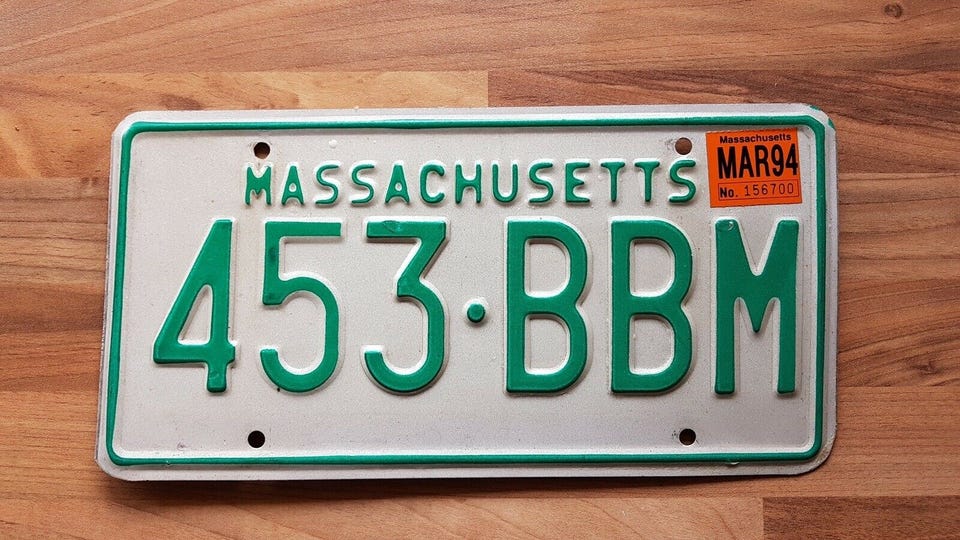 MASSACHUSETTS
Massachusetts
MAR94
No. 156700
453·BBM